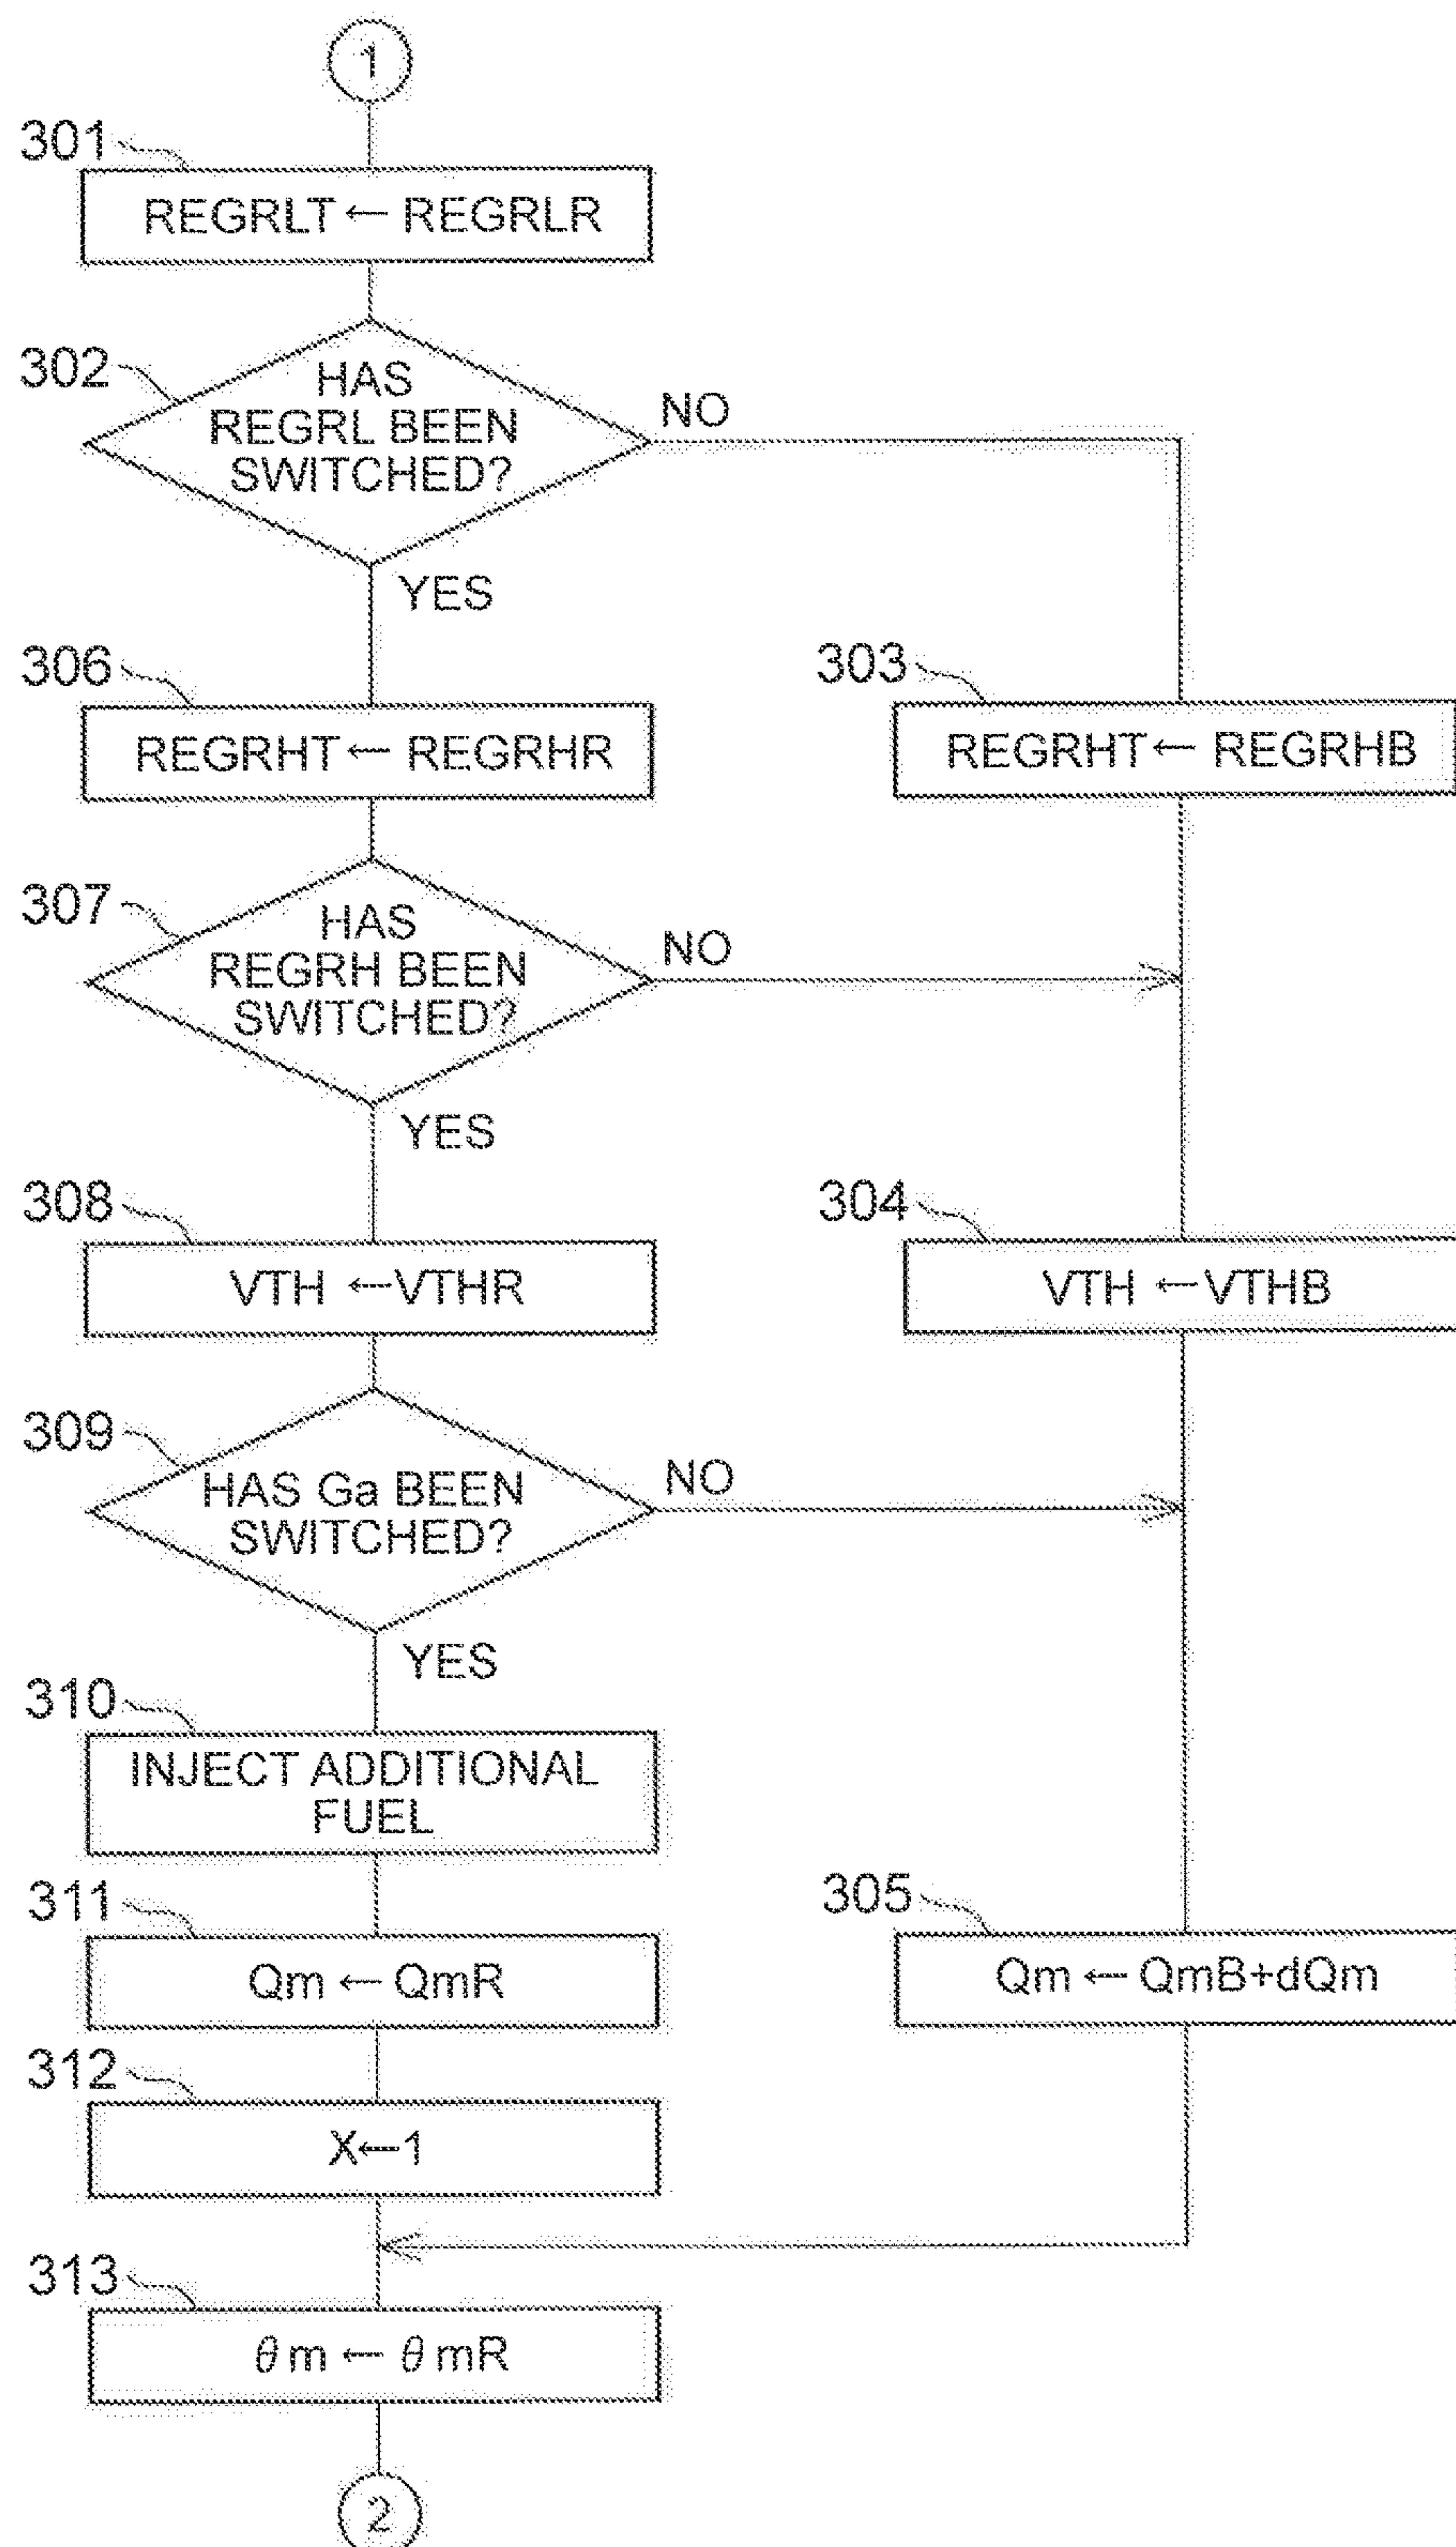 1
301
REGRLT ← REGRLR
302
HAS
REGRL BEEN
SWITCHED?
NO
YES
306
REGRHT ← REGRHR
303
REGRHT ← REGRHB
307
HAS
REGRH BEEN
SWITCHED?
NO
YES
308
VTH ← VTHR
304
VTH ← VTHB
309
HAS Ga BEEN
SWITCHED?
NO
YES
310
INJECT ADDITIONAL
FUEL
311
Qm ← QmR
305
Qm ← QmB+dQm
312
X←1
313
θm ← θmR
2